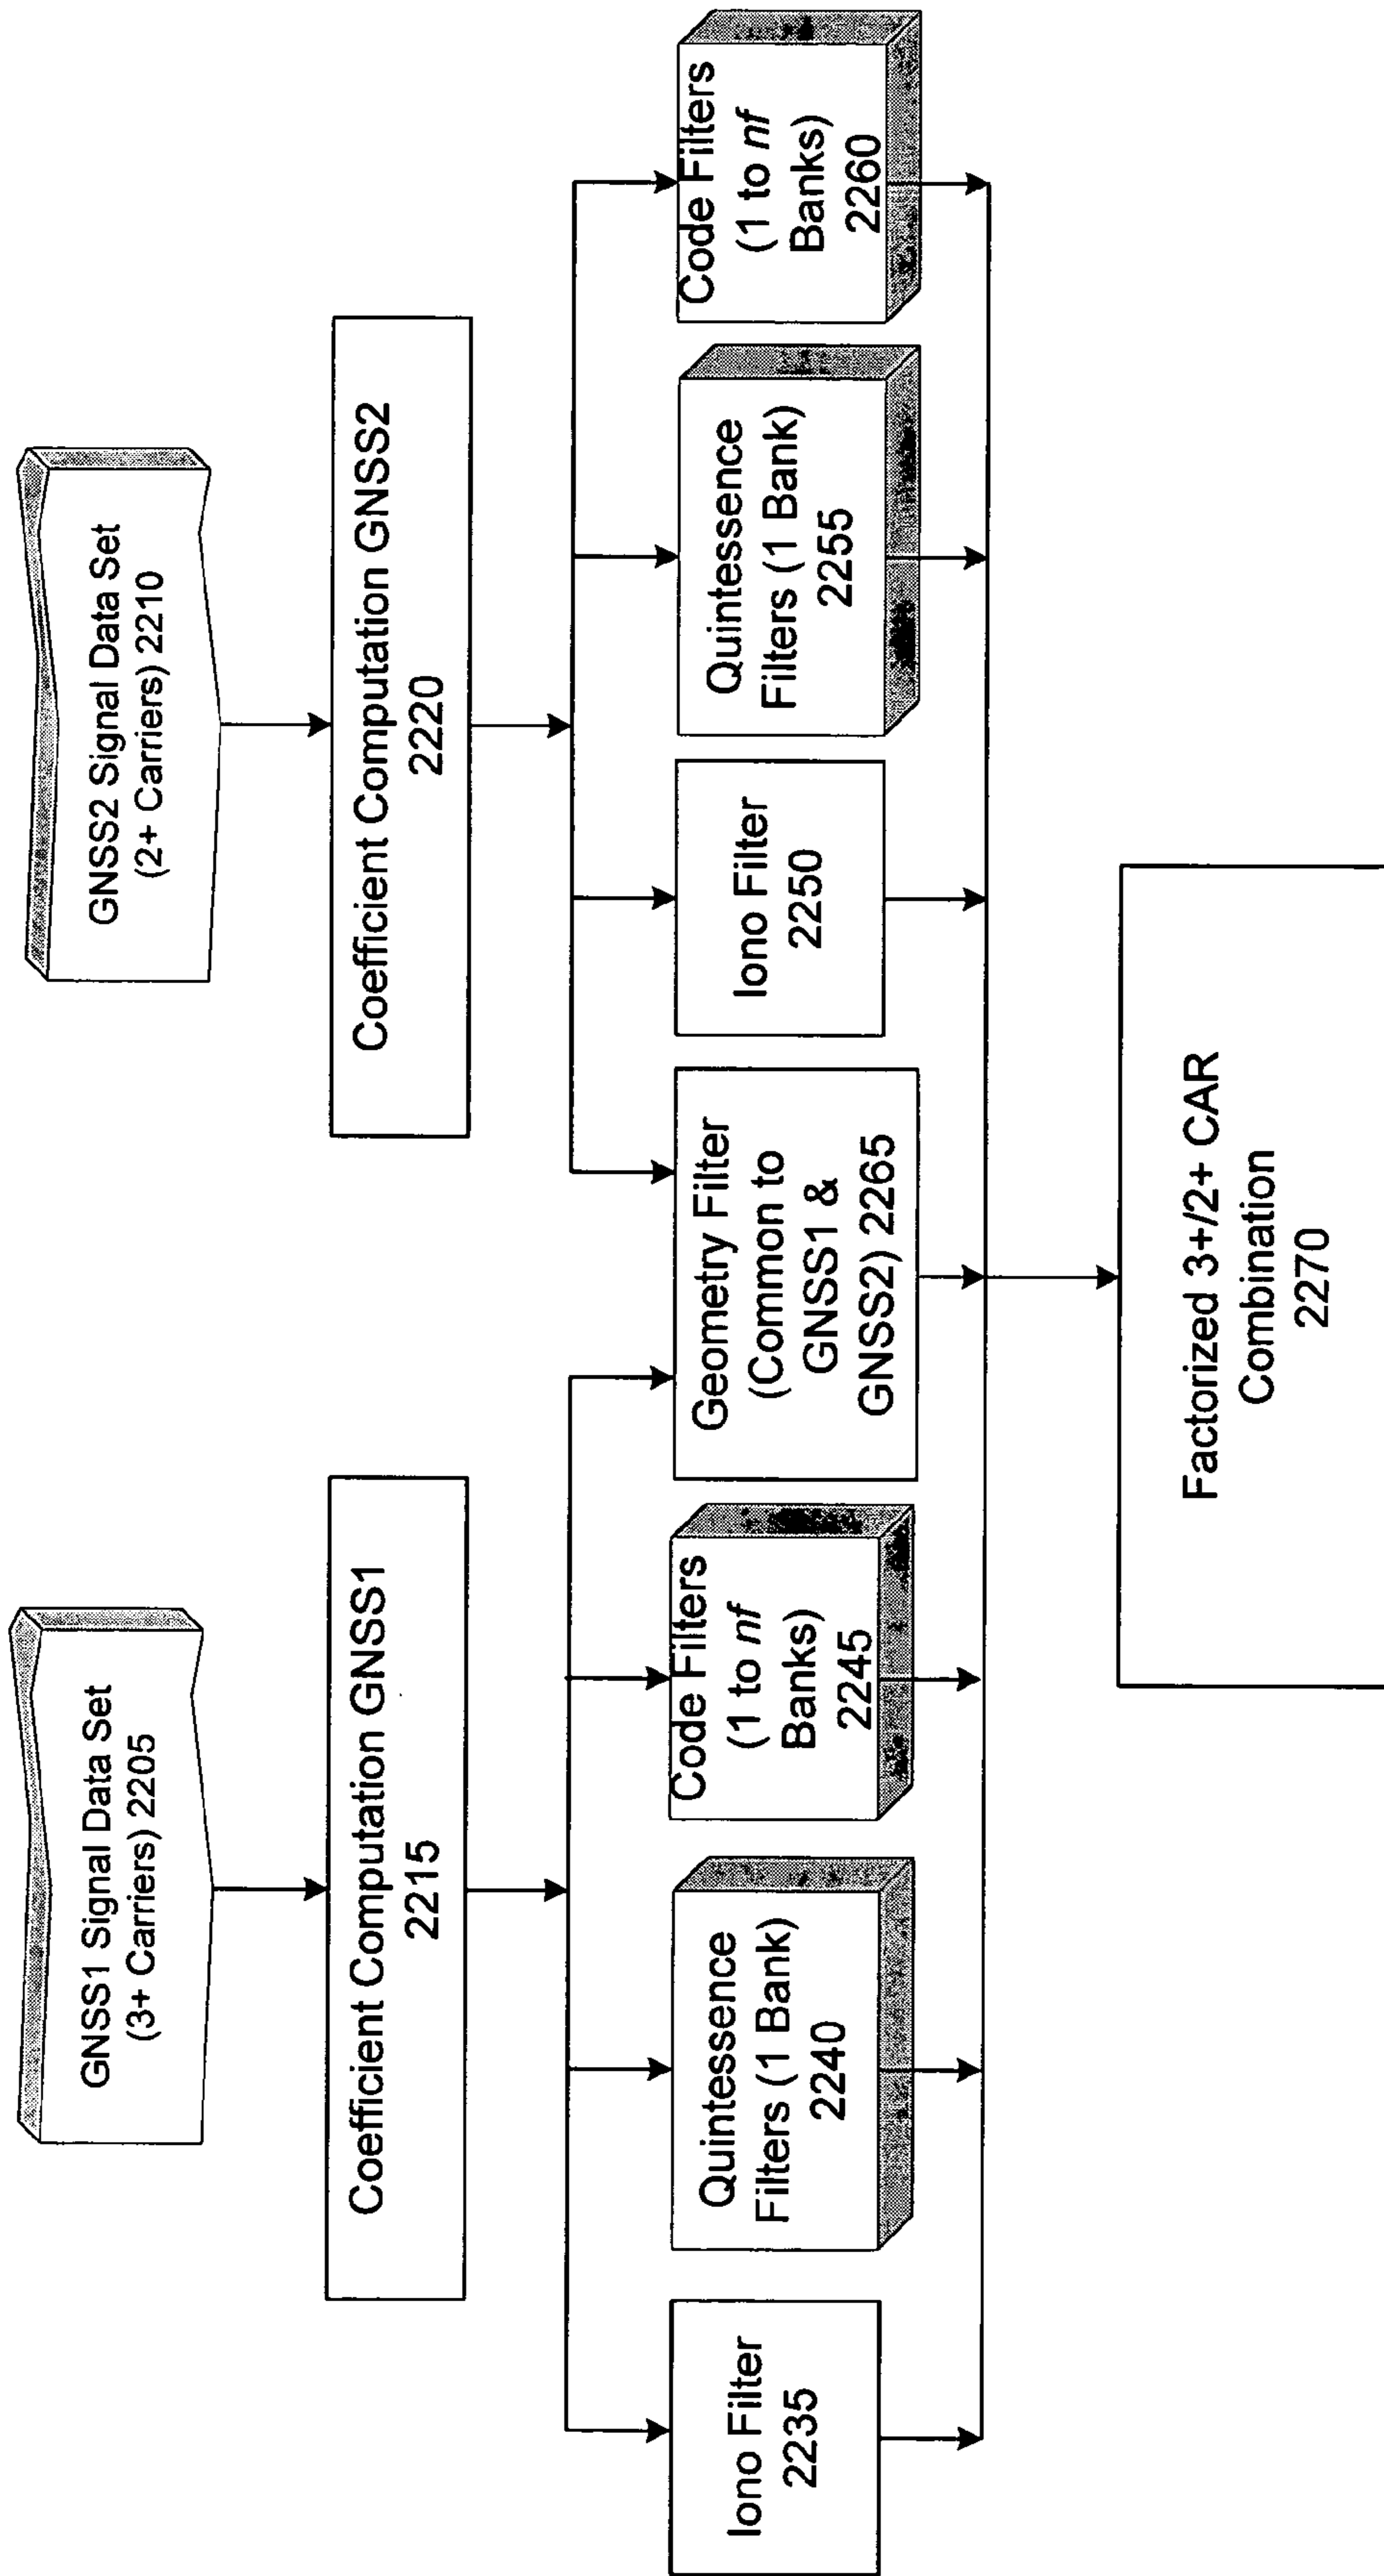 GNSS1 Signal Data Set
(3+ Carriers) 2205
GNSS2 Signal Data Set
(2+ Carriers) 2210
Coefficient Computation GNSS1
2215
Coefficient Computation GNSS2
2220
Iono Filter
2235
Quintessence
Filters (1 Bank)
2240
Code Filters
(1 to nf
Banks)
2245
Geometry Filter
(Common to
GNSS1 &
GNSS2) 2265
Iono Filter
2250
Quintessence
Filters (1 Bank)
2255
Code Filters
(1 to nf
Banks)
2260
Factorized 3+/2+ CAR
Combination
2270